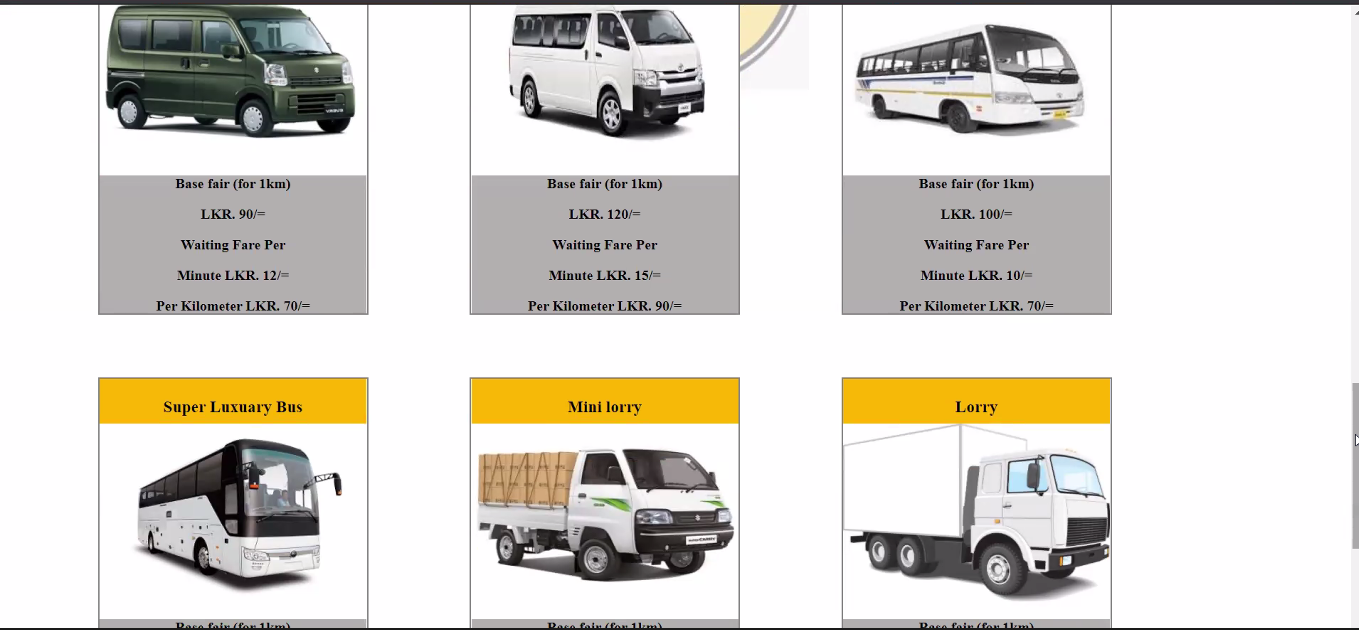 Base fair (for 1km)
LKR. 90/=
Waiting Fare Per
Minute LKR. 12/=
Per Kilometer LKR. 70/=
Base fair (for 1km)
LKR. 120/=
Waiting Fare Per
Minute LKR. 15/=
Per Kilometer LKR. 90/=
Base fair (for 1km)
LKR. 100/=
Waiting Fare Per
Minute LKR. 10/=
Per Kilometer LKR. 70/=
Super Luxuary Bus
Mini lorry
Lorry
Base fair (for 1km)
Base fair (for 1km)
Base fair (for 1km)